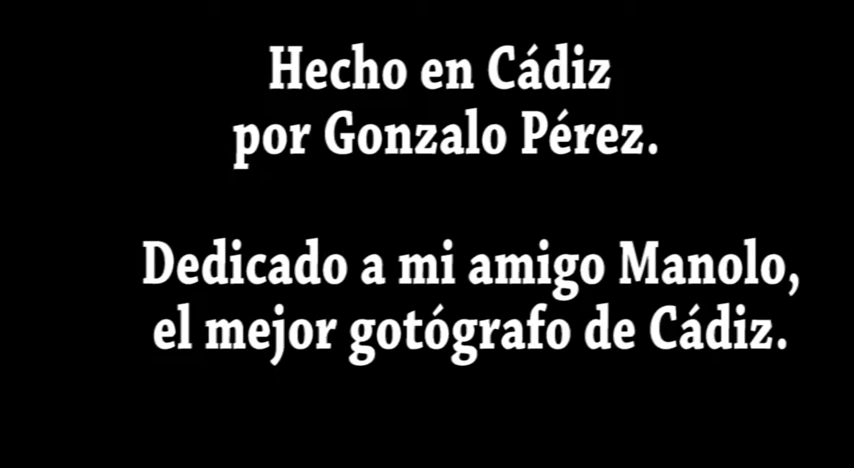 Hecho en Cádiz
por Gonzalo Pérez.
Dedicado a mi amigo Manolo,
el mejor gotógrafo de Cádiz.